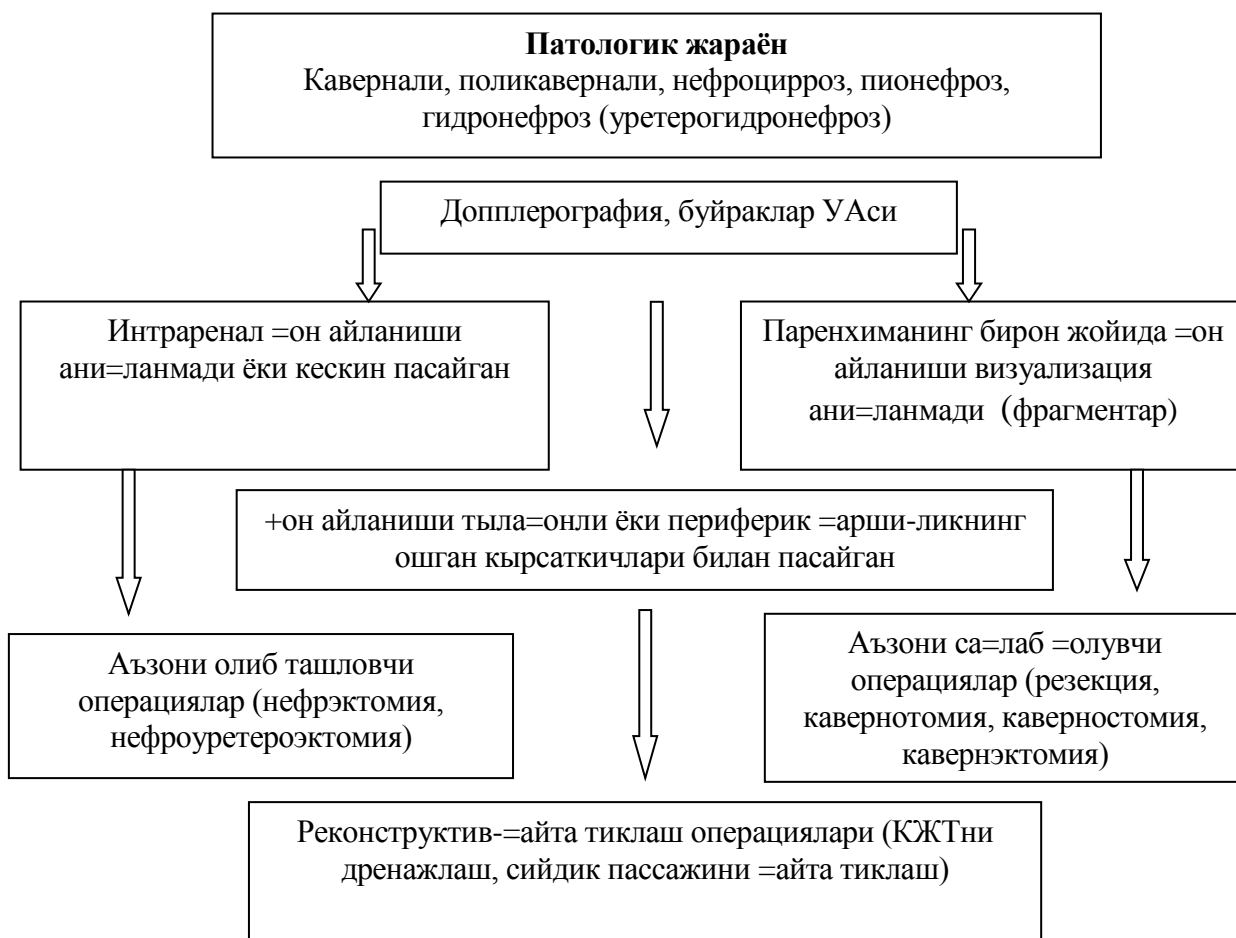 Патологик жараён
Кавернали, поликавернали, нефроцирроз, пионефроз,
гидронефроз (уретерогидронефроз)
Допплерография, буйраклар УАси
Интраренал =он айланиши
ани=ланмади ёки кескин пасайган
Паренхиманинг бирон жойида =он
айланиши визуализация
ани=ланмади (фрагментар)
+он айланиши тыла=онли ёки периферик =арши-ликнинг
ошган кырсаткичлари билан пасайган
Аъзони олиб ташловчи
операциялар (нефрэктомия,
нефроуретероэктомия)
Аъзони са=лаб =олувчи
операциялар (резекция,
кавернотомия, каверностомия,
кавернэктомия)
Реконструктив-=айта тиклаш операциялари (КЖТни
дренажлаш, сийдик пассажини =айта тиклаш)